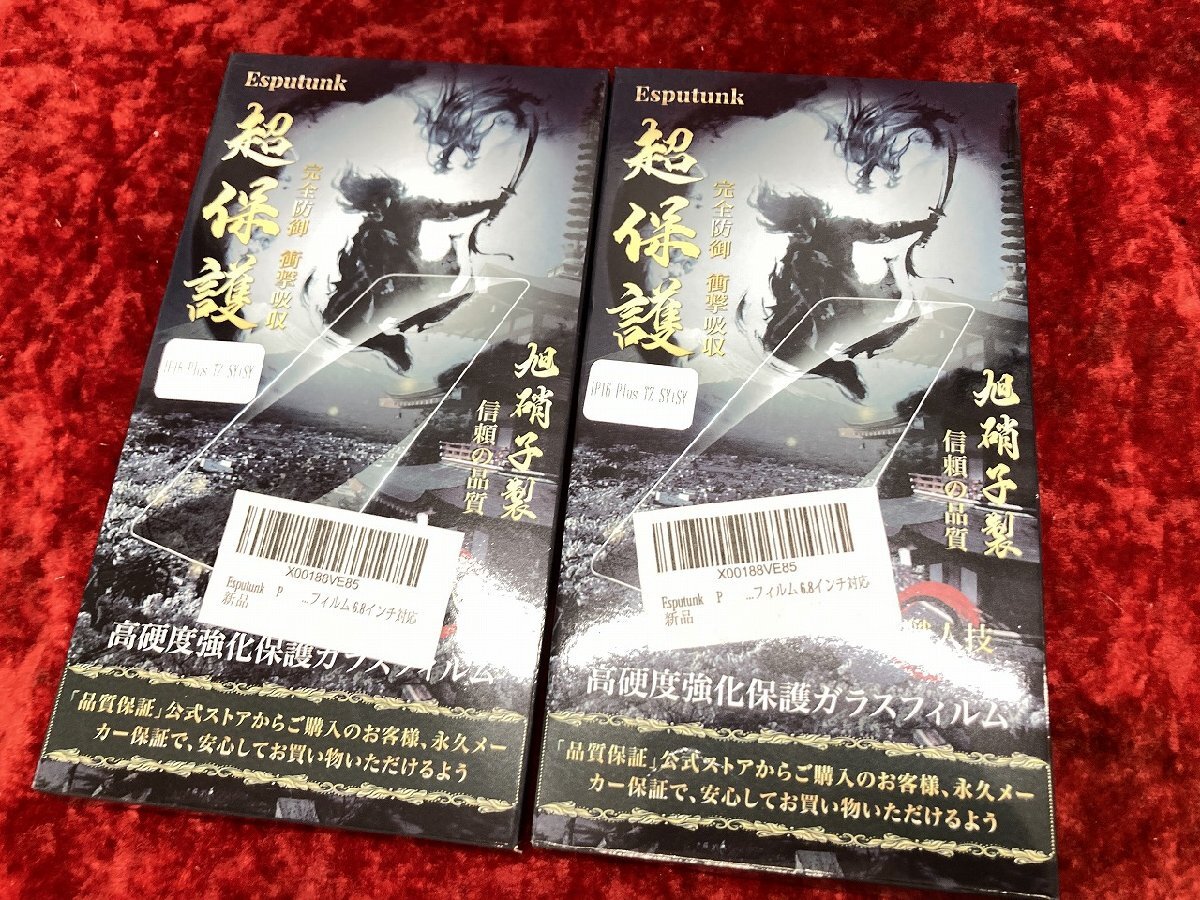 Esputunk
超保護
完全防御 衝撃吸収
旭硝子製
信頼の品質
X00188VE85
Esputunk P ...フィルム 6.8インチ対応
新品
高硬度強化保護ガラスフィルム
「品質保証」公式ストアからご購入のお客様、永久メー
カー保証で、安心してお買い物いただけるよう
Esputunk
超保護
完全防御 衝撃吸収
iP16 Plus
旭硝子製
信頼の品質
X00188VE85
Esputunk P ...フィルム 6.8インチ対応
新品
人技
高硬度強化保護ガラスフィルム
「品質保証」公式ストアからご購入のお客様、永久メー
カー保証で、安心してお買い物いただけるよう